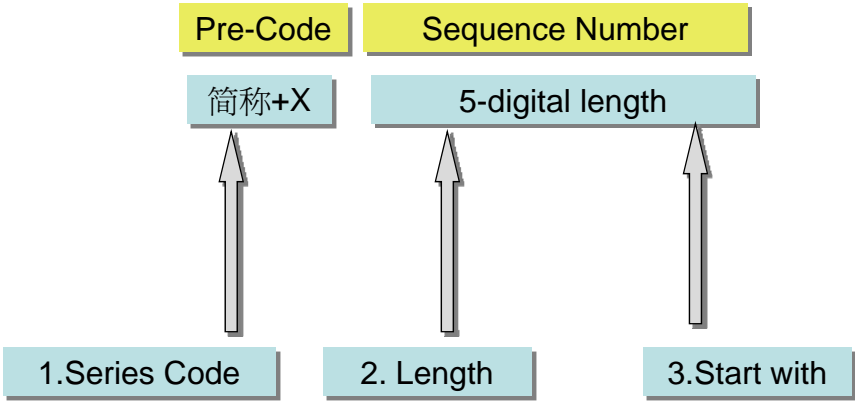 Pre-Code
Sequence Number
简称+X
5-digital length
1.Series Code
2. Length
3.Start with